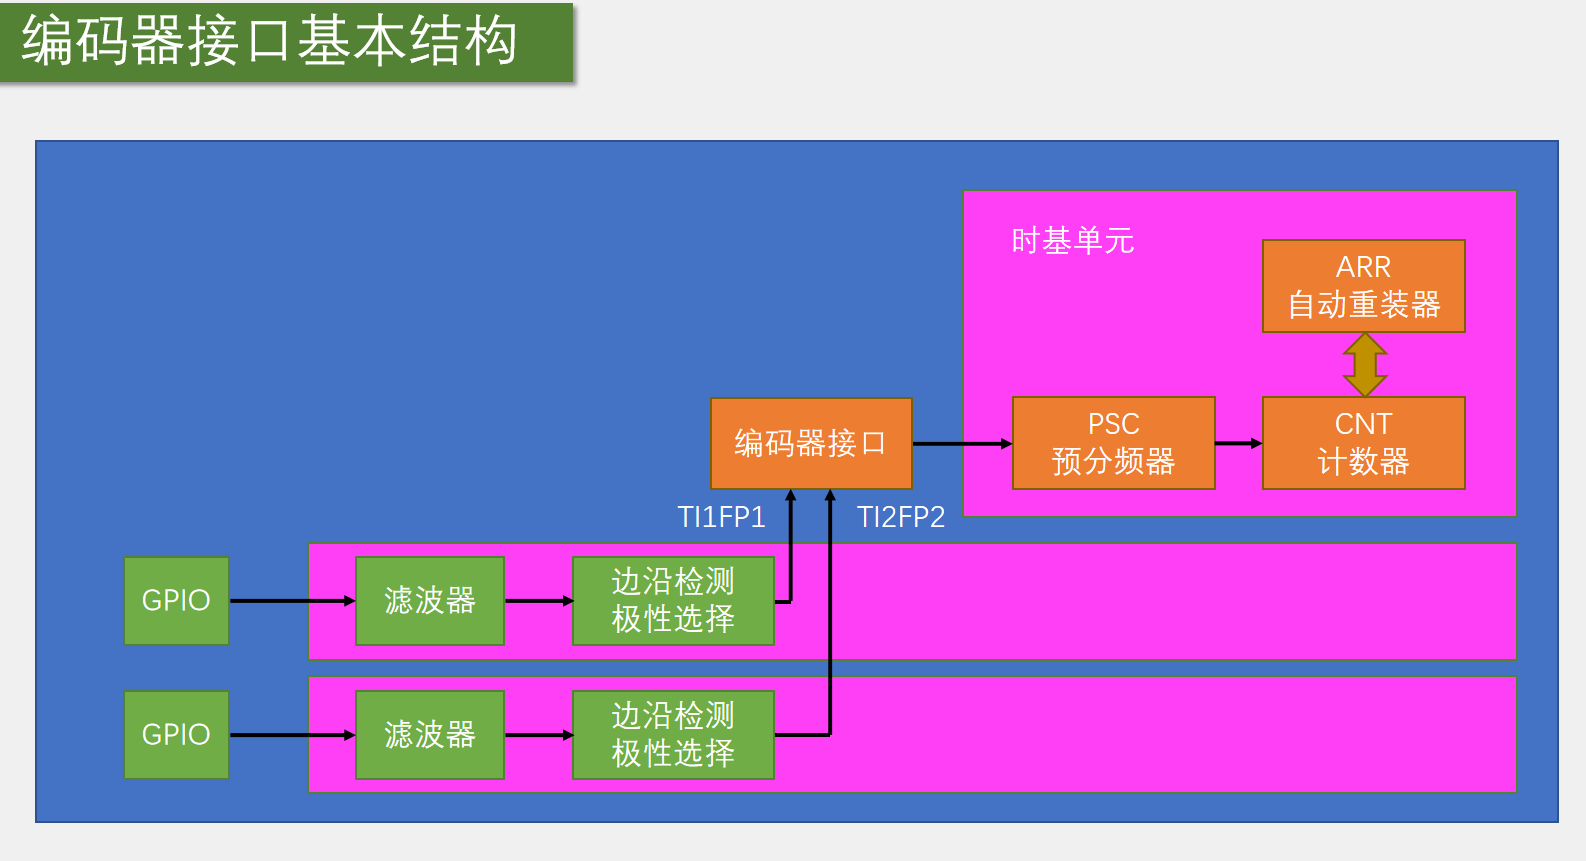 编码器接口基本结构
时基单元
ARR
自动重装器
编码器接口
PSC
预分频器
CNT
计数器
TI1FP1
TI2FP2
GPIO
滤波器
边沿检测
极性选择
GPIO
滤波器
边沿检测
极性选择